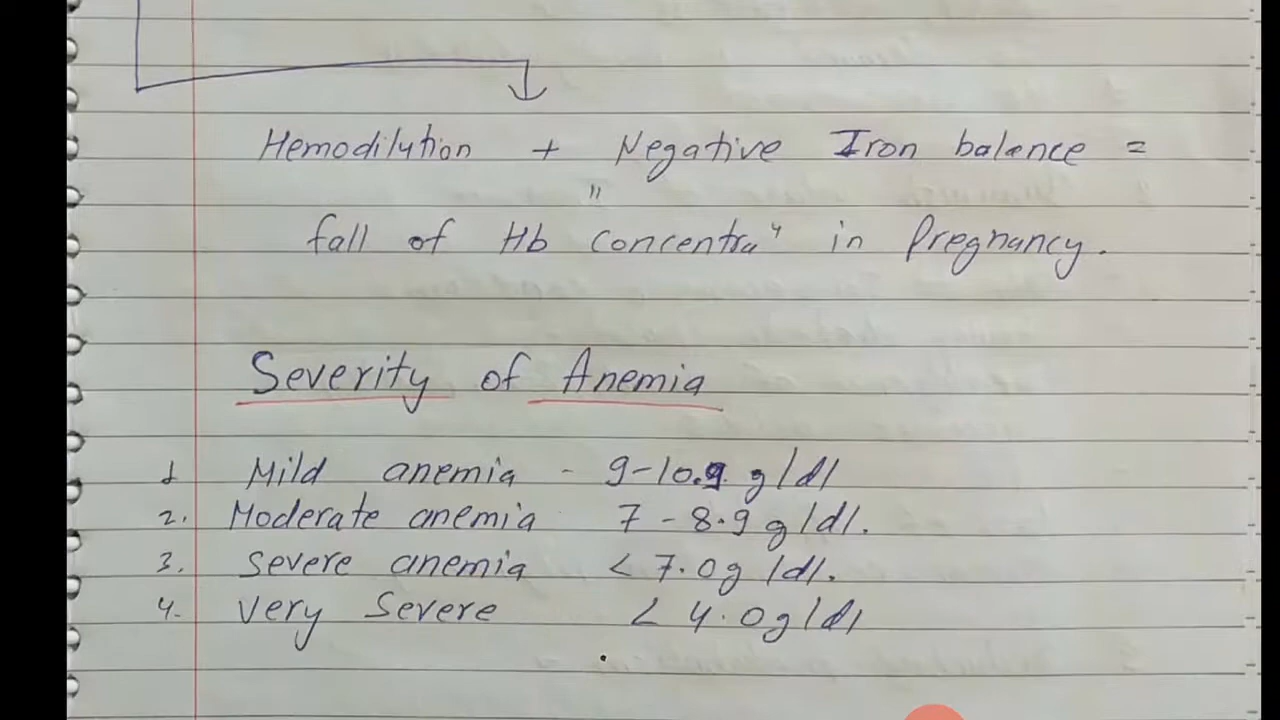 Hemodilution + Negative Iron balance =
"
fall of Hb Concentra" in Pregnancy.
Severity of Anemia
1 Mild anemia - 9-10.9 g/dl
2. Moderate anemia 7-8.9 g/dl.
3. Severe anemia < 7.0g/dl.
4- Very Severe < 4.0g/dl